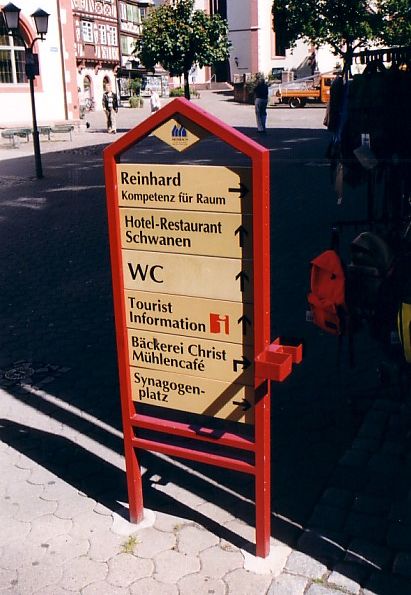 Reinhard
Kompetenz für Raum
Hotel-Restaurant
Schwanen
WC
Tourist
Information
Bäckerei Christ
Mühlencafé
Synagogen-
platz